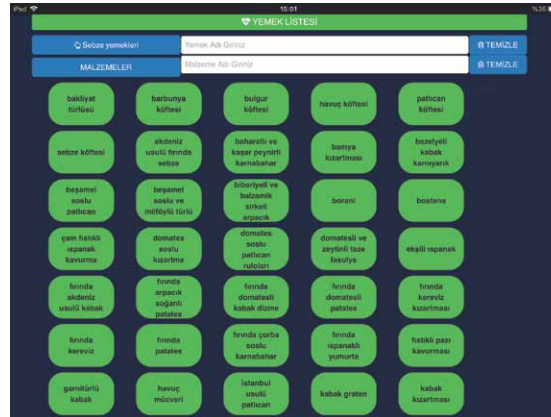 iPad
15:01
%36
YEMEK LİSTESİ
Sebze yemekleri
Yemek Adı Giriniz
TEMİZLE
MALZEMELER
Malzeme Adı Giriniz
TEMİZLE
bakliyat
türlüsü
barbunya
köftesi
bulgur
köftesi
havuç köftesi
patlıcan
köftesi
sebze köftesi
akdeniz
usulü fırında
sebze
baharatlı ve
kaşar peynirli
karnabahar
bamya
kızartması
bezelyeli
kabak
karnıyarık
beşamel
soslu
patlıcan
beşamel
soslu ve
milföylü türlü
biberiyeli ve
balzamik
sirkeli
arpacık
borani
bostana
çam fıstıklı
ıspanak
kavurma
domates
soslu
kızartma
domates
soslu
patlıcan
ruloları
domatesli ve
zeytinli taze
fasulye
ekşili ıspanak
fırında
akdeniz
usulü kabak
fırında
arpacık
soğanlı
patates
fırında
domatesli
kabak dizme
fırında
domatesli
patates
fırında
kereviz
kızartması
fırında
kereviz
fırında
patates
fırında çorba
soslu
karnabahar
fırında
ıspanaklı
yumurta
fıstıklı pazı
kavurması
garnitürlü
kabak
havuç
mücveri
istanbul
usulü
patlıcan
kabak graten
kabak
kızartması